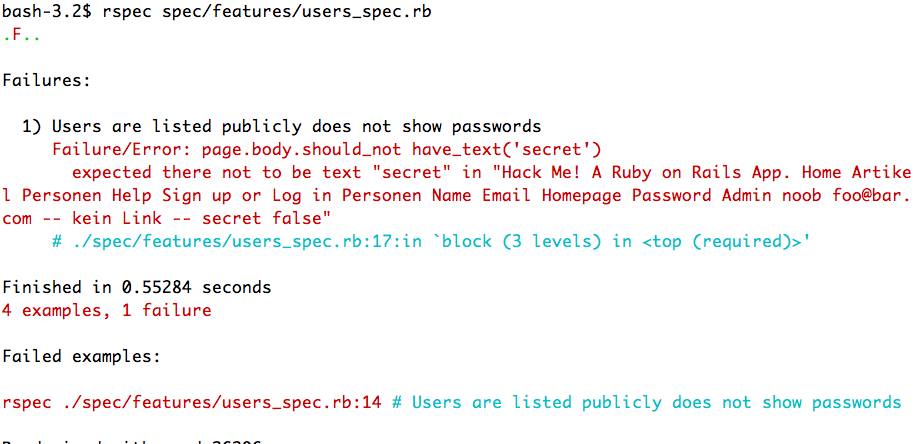 bash-3.2$ rspec spec/features/users_spec.rb
.F..
Failures:
1) Users are listed publicly does not show passwords
Failure/Error: page.body.should_not have_text('secret')
expected there not to be text "secret" in "Hack Me! A Ruby on Rails App. Home Artike
l Personen Help Sign up or Log in Personen Name Email Homepage Password Admin noob foo@bar.
com -- kein Link -- secret false"
# ./spec/features/users_spec.rb:17:in `block (3 levels) in <top (required)>'
Finished in 0.55284 seconds
4 examples, 1 failure
Failed examples:
rspec ./spec/features/users_spec.rb:14 # Users are listed publicly does not show passwords